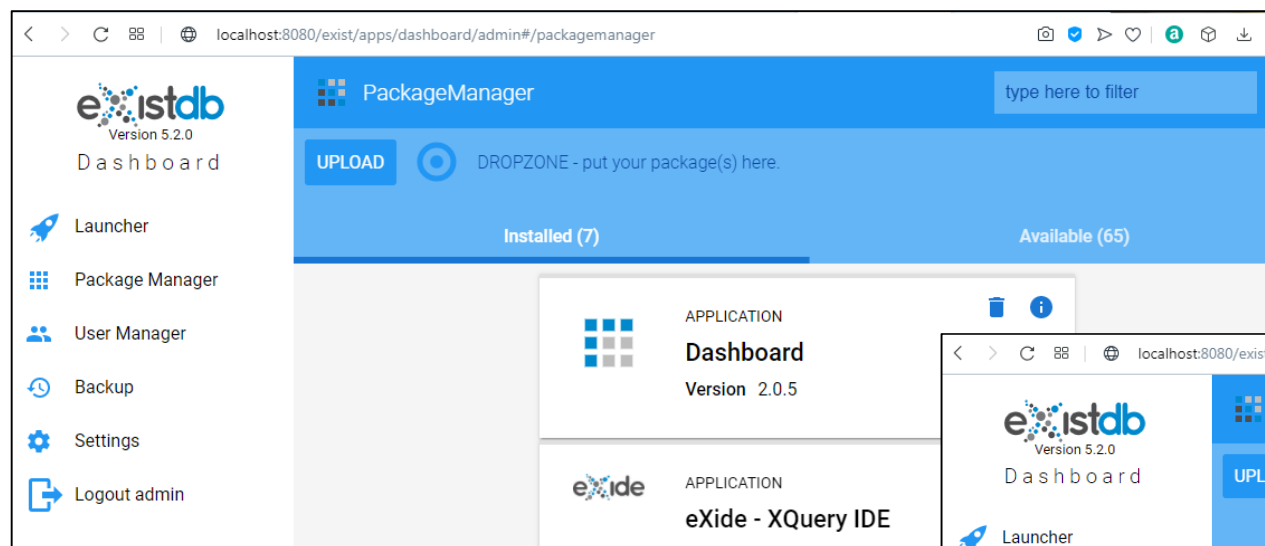 localhost:8080/exist/apps/dashboard/admin#/packagemanager
a
existdb
Version 5.2.0
Dashboard
Launcher
Package Manager
User Manager
Backup
Settings
Logout admin
PackageManager
type here to filter
UPLOAD
DROPZONE - put your package(s) here.
Installed (7)
Available (65)
APPLICATION
Dashboard
Version 2.0.5
eXide
APPLICATION
eXide - XQuery IDE
localhost:8080/exis
existdb
Version 5.2.0
Dashboard
UPL
Launcher